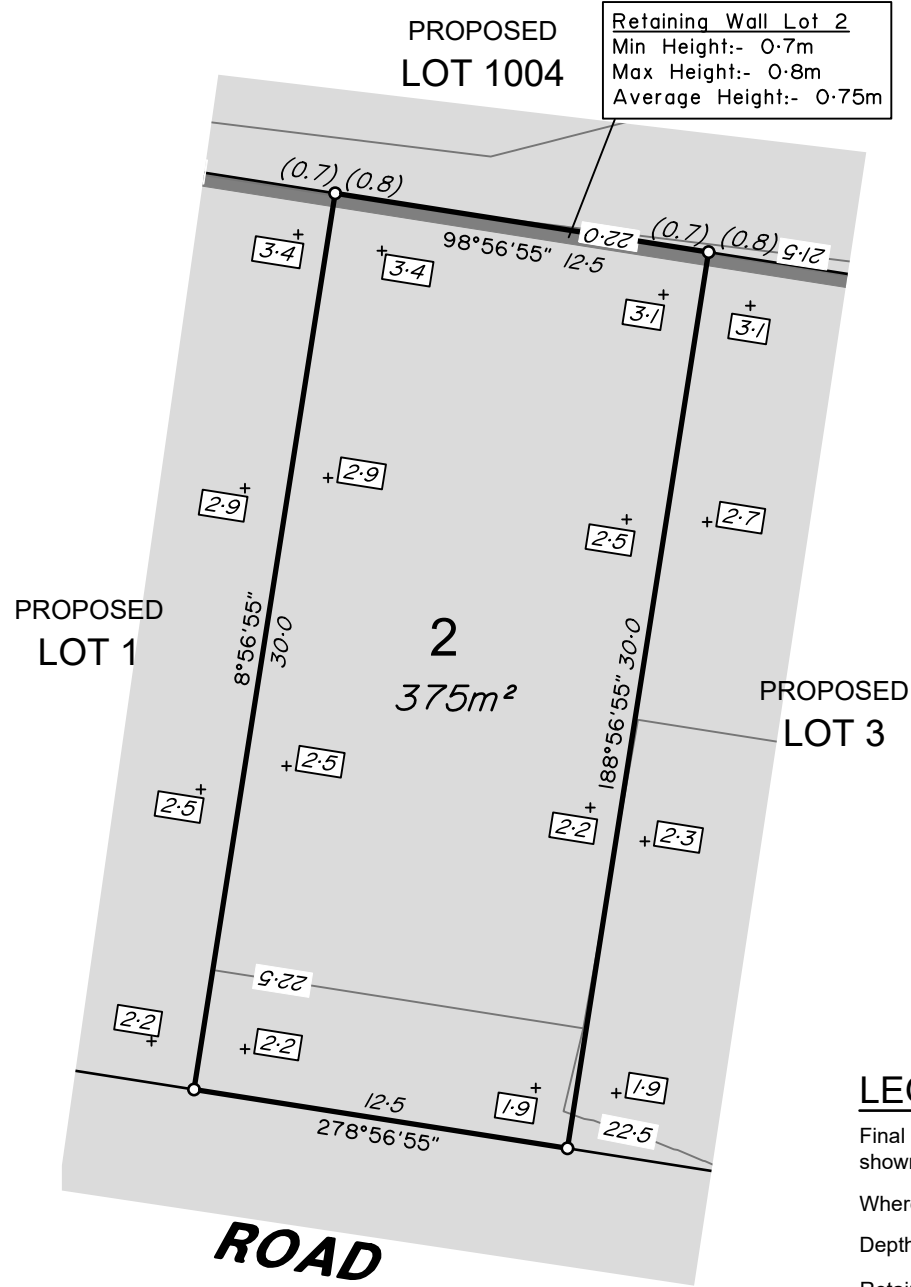 PROPOSED
LOT 1004
Retaining Wall Lot 2
Min Height:- 0·7m
Max Height:- 0·8m
Average Height:- 0·75m
(0.7) (0.8)
(0.7) (0.8)
22·0
21·5
98°56'55" 12·5
3·4
3·4
3·1
3·1
2·9
2·9
2·5
2·7
PROPOSED
LOT 1
8°56'55"
30·0
2
375m²
188°56'55" 30·0
PROPOSED
LOT 3
2·5
2·5
2·2
2·3
22·5
2·2
2·2
1·9
1·9
12·5
278°56'55"
22·5
ROAD
Final
Where
Depth